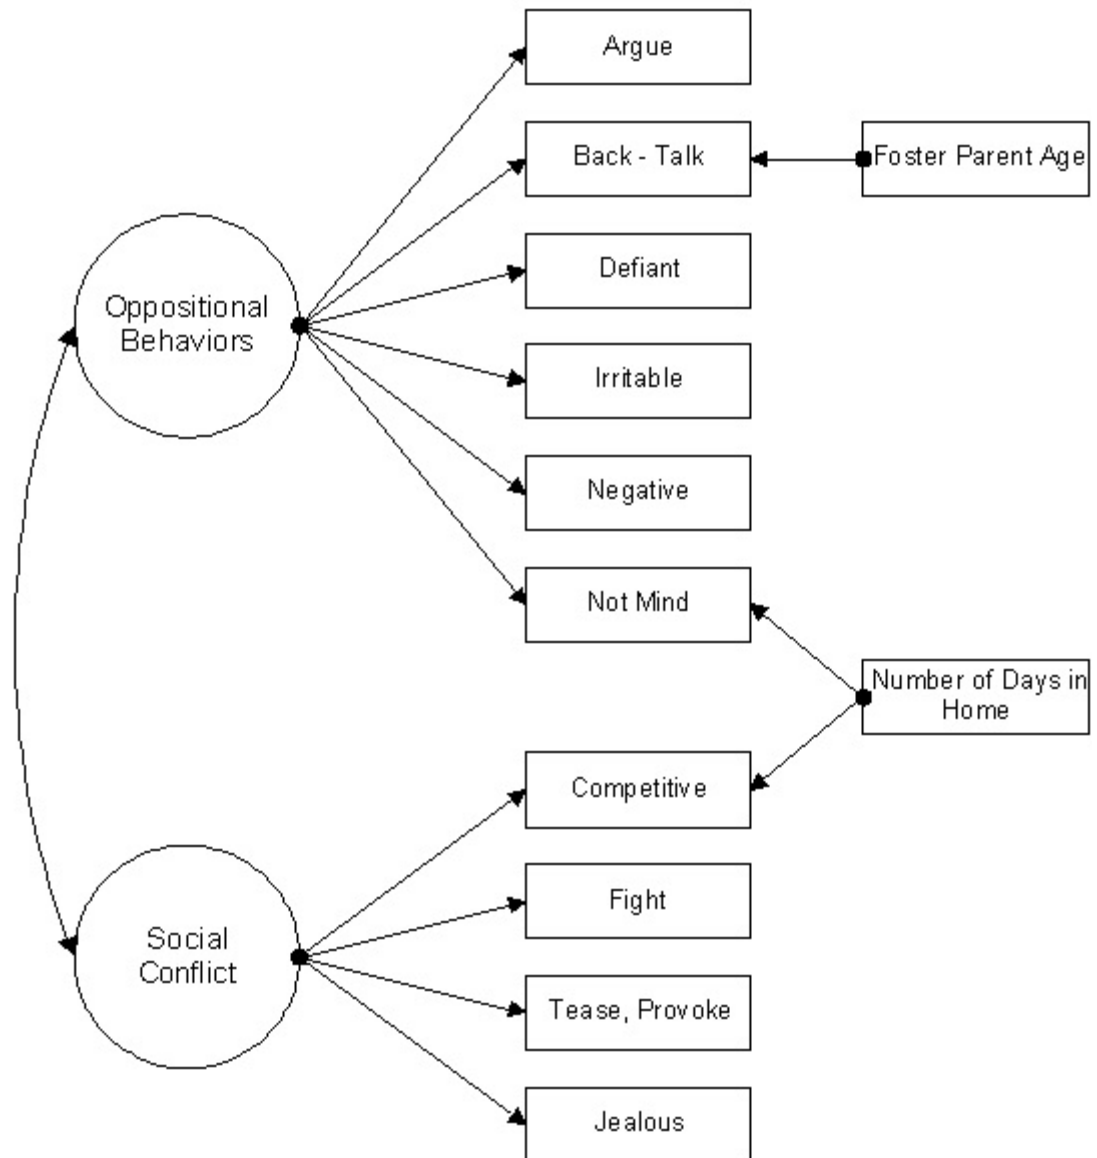 Argue
Back - Talk
Foster Parent Age
Defiant
Oppositional
Behaviors
Irritable
Negative
Not Mind
Number of Days in
Home
Competitive
Fight
Social
Conflict
Tease, Provoke
Jealous